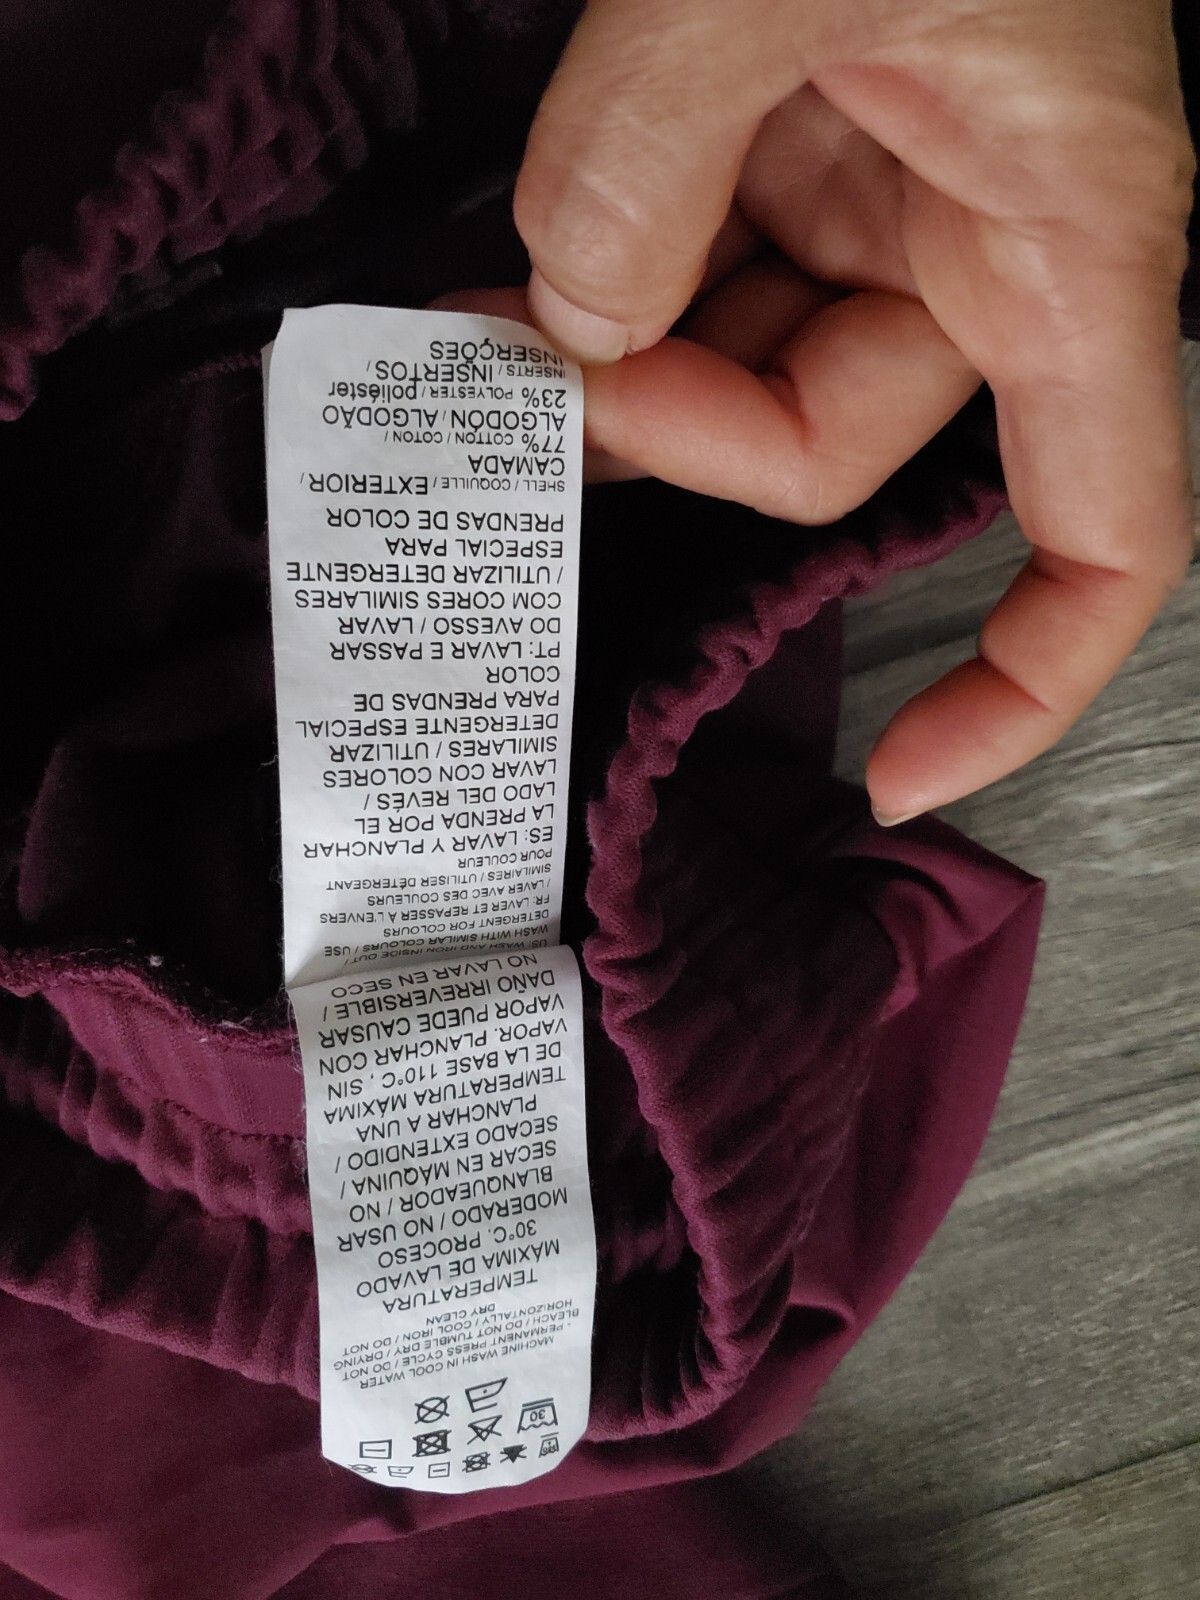 30
MACHINE WASH IN COOL WATER
- PERMANENT PRESS CYCLE / DO NOT
BLEACH / DO NOT TUMBLE DRY / DRYING
HORIZONTALLY / COOL IRON / DO NOT
DRY CLEAN
TEMPERATURA
MÁXIMA DE LAVADO
30°C. PROCESO
MODERADO / NO USAR
BLANQUEADOR / NO
SECAR EN MÁQUINA /
SECADO EXTENDIDO /
PLANCHAR A UNA
TEMPERATURA MÁXIMA
DE LA BASE 110°C , SIN
VAPOR. PLANCHAR CON
VAPOR PUEDE CAUSAR
DAÑO IRREVERSIBLE /
NO LAVAR EN SECO
US: WASH AND IRON INSIDE OUT /
WASH WITH SIMILAR COLOURS / USE
DETERGENT FOR COLOURS
FR: LAVER ET REPASSER À L'ENVERS
/ LAVER AVEC DES COULEURS
SIMILAIRES / UTILISER DÉTERGEANT
POUR COULEUR
ES: LAVAR Y PLANCHAR
LA PRENDA POR EL
LADO DEL REVÉS /
LAVAR CON COLORES
SIMILARES / UTILIZAR
DETERGENTE ESPECIAL
PARA PRENDAS DE
COLOR
PT: LAVAR E PASSAR
DO AVESSO / LAVAR
COM CORES SIMILARES
/ UTILIZAR DETERGENTE
ESPECIAL PARA
PRENDAS DE COLOR
SHELL / COQUILLE / EXTERIOR /
CAMADA
77% COTTON / COTON /
ALGODÓN / ALGODÃO
23% POLYESTER / poliéster
INSERTS / INSERTOS /
INSERÇÕES